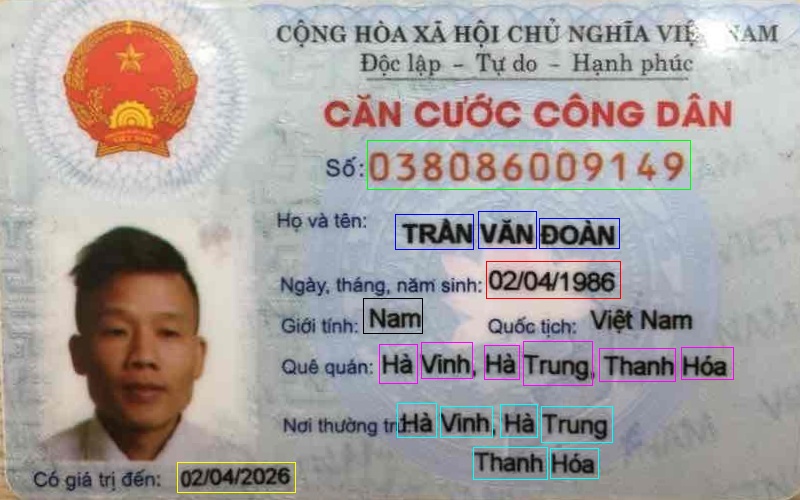 CỘNG HÒA XÃ HỘI CHỦ NGHĨA VIỆT NAM
Độc lập - Tự do - Hạnh phúc
CĂN CƯỚC CÔNG DÂN
Số: 038086009149
Họ và tên: TRẦN VĂN ĐOÀN
Ngày, tháng, năm sinh: 02/04/1986
Giới tính: Nam Quốc tịch: Việt Nam
Quê quán: Hà Vinh, Hà Trung, Thanh Hóa
Nơi thường trú: Hà Vinh, Hà Trung
Thanh Hóa
Có giá trị đến: 02/04/2026